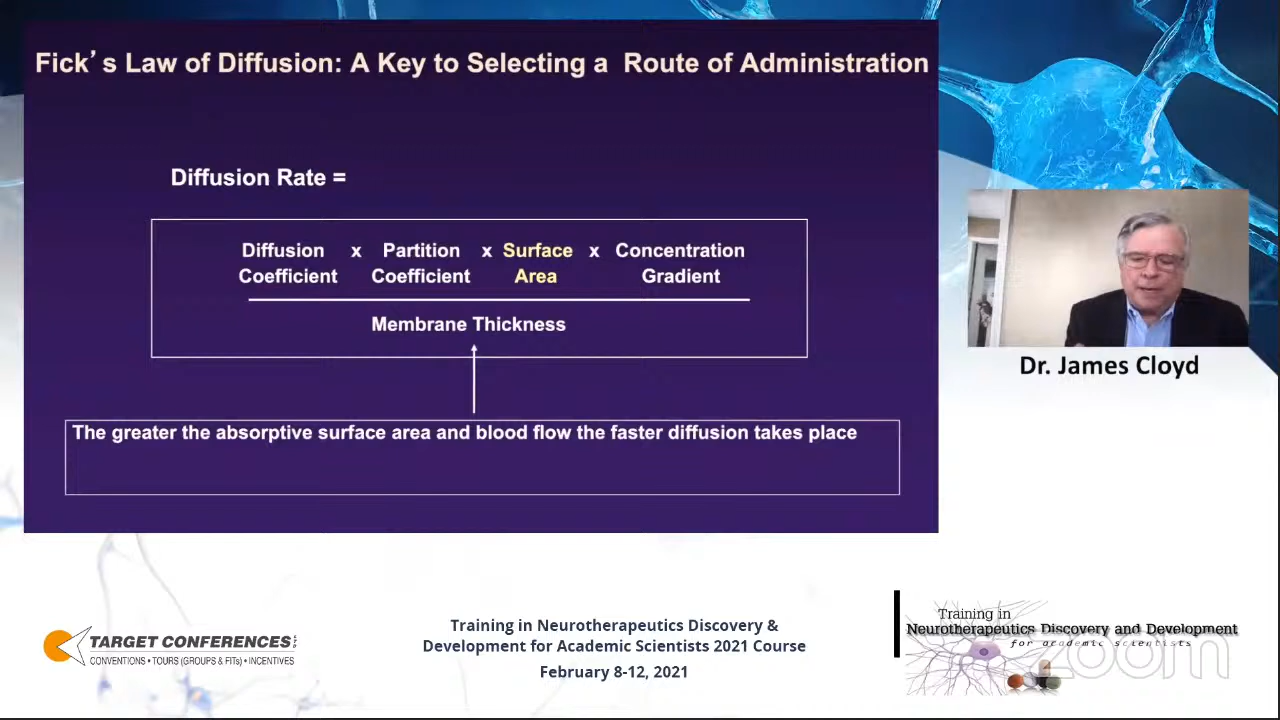 Fick's Law of Diffusion: A Key to Selecting a Route of Administration
Diffusion Rate =
Diffusion x Partition x Surface x Concentration
Coefficient Coefficient Area Gradient
Membrane Thickness
The greater the absorptive surface area and blood flow the faster diffusion takes place
Dr. James Cloyd
TARGET CONFERENCES
CONVENTIONS • TOURS (GROUPS & FITs) • INCENTIVES
Training in Neurotherapeutics Discovery &
Development for Academic Scientists 2021 Course
February 8-12, 2021
Training in
Neurotherapeutics Discovery and Development
for academic scientists
zoom